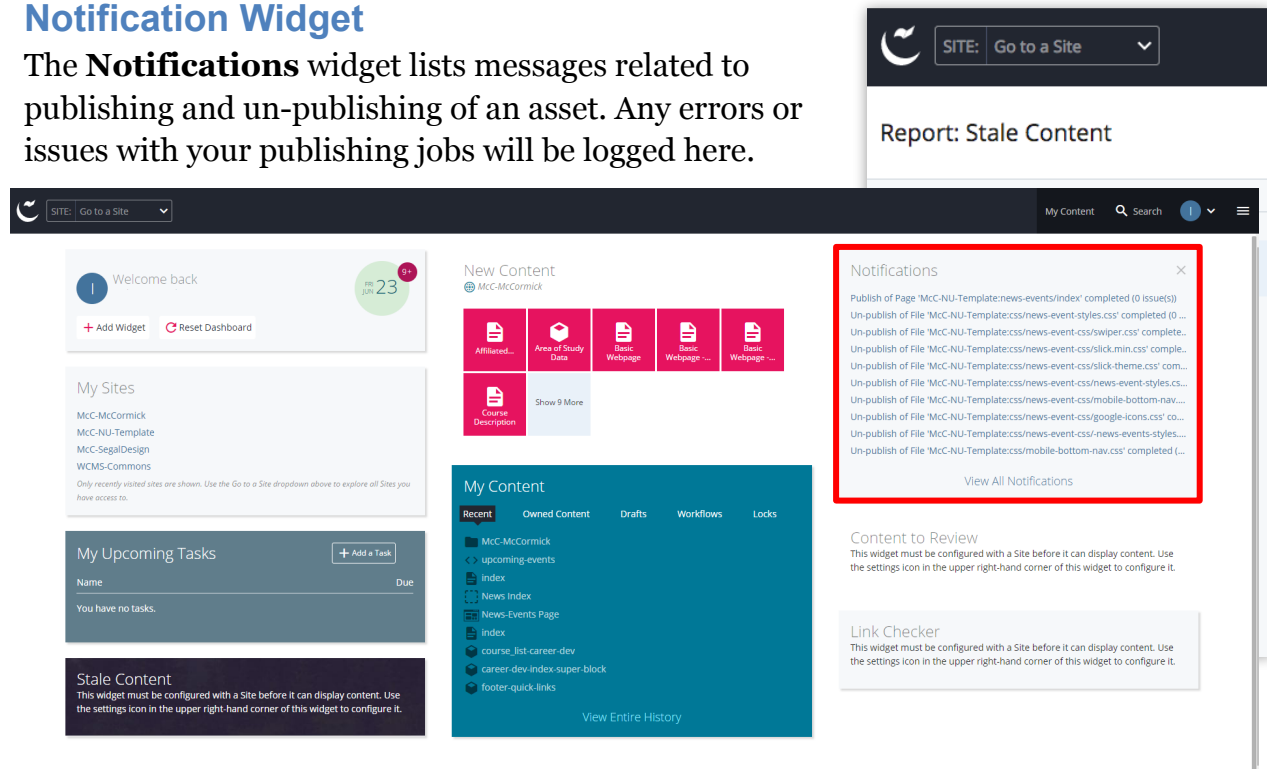 Notification Widget
The Notifications widget lists messages related to
publishing and un-publishing of an asset. Any errors or
issues with your publishing jobs will be logged here.
SITE: Go to a Site
Report: Stale Content
SITE: Go to a Site
My Content Search I
I
Welcome back
FRI
JUN 23
9+
+ Add Widget Reset Dashboard
My Sites
McC-McCormick
McC-NU-Template
McC-SegalDesign
WCMS-Commons
Only recently visited sites are shown. Use the Go to a Site dropdown above to explore all Sites you
have access to.
My Upcoming Tasks
+ Add a Task
Name Due
You have no tasks.
Stale Content
This widget must be configured with a Site before it can display content. Use
the settings icon in the upper right-hand corner of this widget to configure it.
New Content
McC-McCormick
Affiliated...
Area of Study
Data
Basic
Webpage
Basic
Webpage -...
Basic
Webpage -...
Course
Description
Show 9 More
My Content
Recent Owned Content Drafts Workflows Locks
McC-McCormick
upcoming-events
index
News Index
News-Events Page
index
course_list-career-dev
career-dev-index-super-block
footer-quick-links
View Entire History
Notifications
Publish of Page 'McC-NU-Template:news-events/index' completed (0 issue(s))
Un-publish of File 'McC-NU-Template:css/news-event-styles.css' completed (0 ...
Un-publish of File 'McC-NU-Template:css/news-event-css/swiper.css' complete..
Un-publish of File 'McC-NU-Template:css/news-event-css/slick.min.css' comple..
Un-publish of File 'McC-NU-Template:css/news-event-css/slick-theme.css' com...
Un-publish of File 'McC-NU-Template:css/news-event-css/news-event-styles.cs...
Un-publish of File 'McC-NU-Template:css/news-event-css/mobile-bottom-nav....
Un-publish of File 'McC-NU-Template:css/news-event-css/google-icons.css' co...
Un-publish of File 'McC-NU-Template:css/news-event-css/-news-events-styles....
Un-publish of File 'McC-NU-Template:css/mobile-bottom-nav.css' completed (...
View All Notifications
Content to Review
This widget must be configured with a Site before it can display content. Use
the settings icon in the upper right-hand corner of this widget to configure it.
Link Checker
This widget must be configured with a Site before it can display content. Use
the settings icon in the upper right-hand corner of this widget to configure it.